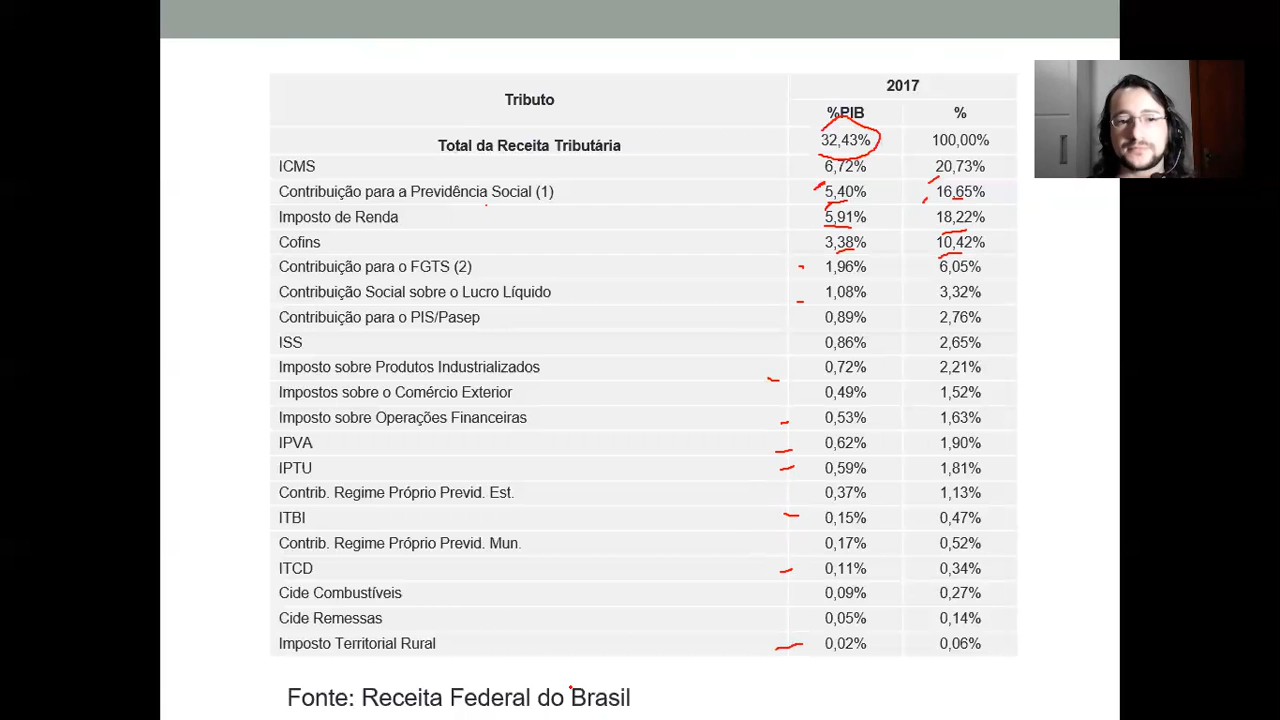 Tributo 2017
%PIB %
Total da Receita Tributária 32,43% 100,00%
ICMS 6,72% 20,73%
Contribuição para a Previdência Social (1) 5,40% 16,65%
Imposto de Renda 5,91% 18,22%
Cofins 3,38% 10,42%
Contribuição para o FGTS (2) 1,96% 6,05%
Contribuição Social sobre o Lucro Líquido 1,08% 3,32%
Contribuição para o PIS/Pasep 0,89% 2,76%
ISS 0,86% 2,65%
Imposto sobre Produtos Industrializados 0,72% 2,21%
Impostos sobre o Comércio Exterior 0,49% 1,52%
Imposto sobre Operações Financeiras 0,53% 1,63%
IPVA 0,62% 1,90%
IPTU 0,59% 1,81%
Contrib. Regime Próprio Previd. Est. 0,37% 1,13%
ITBI 0,15% 0,47%
Contrib. Regime Próprio Previd. Mun. 0,17% 0,52%
ITCD 0,11% 0,34%
Cide Combustíveis 0,09% 0,27%
Cide Remessas 0,05% 0,14%
Imposto Territorial Rural 0,02% 0,06%
Fonte: Receita Federal do Brasil